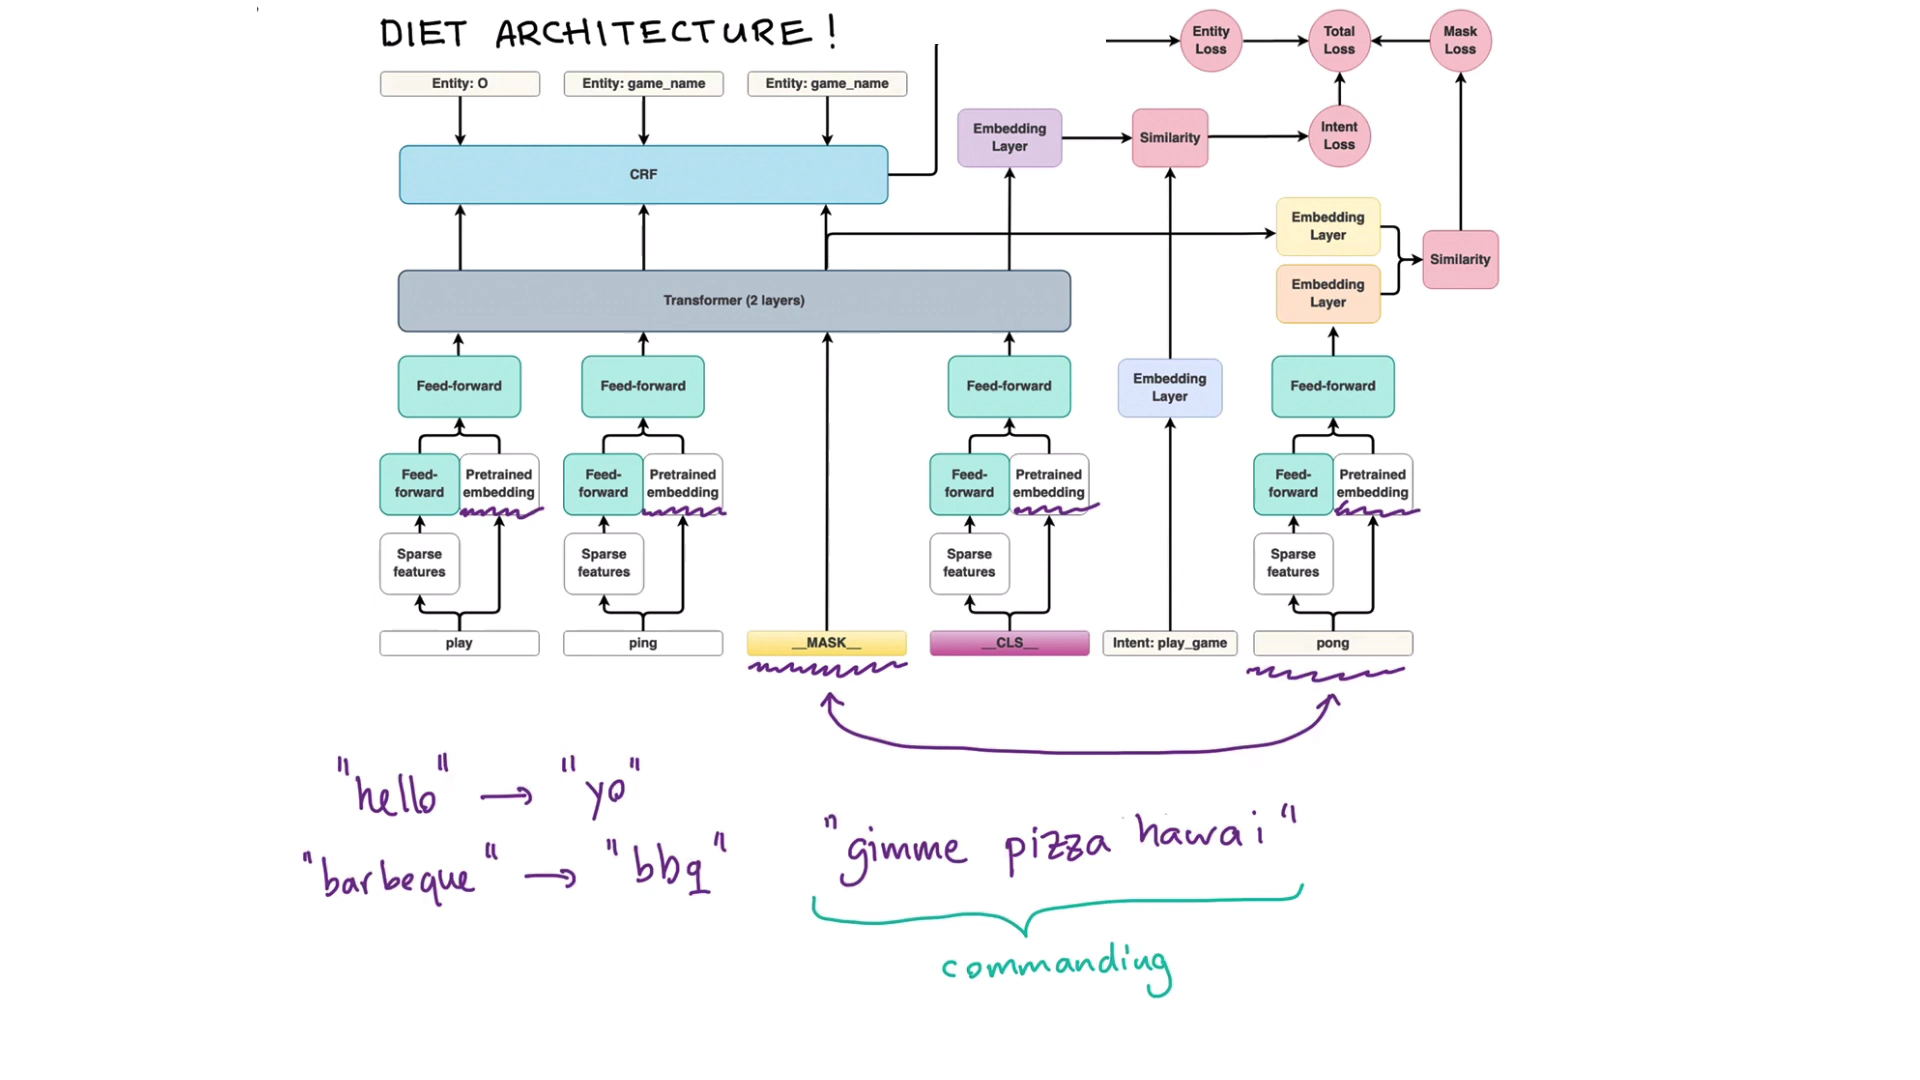 DIET ARCHITECTURE!
Entity: O
Entity: game_name
Entity: game_name
Entity
Loss
Total
Loss
Mask
Loss
CRF
Embedding
Layer
Similarity
Intent
Loss
Embedding
Layer
Similarity
Embedding
Layer
Transformer (2 layers)
Feed-forward
Feed-forward
Feed-forward
Embedding
Layer
Feed-forward
Feed-
forward
Pretrained
embedding
Feed-
forward
Pretrained
embedding
Feed-
forward
Pretrained
embedding
Feed-
forward
Pretrained
embedding
Sparse
features
Sparse
features
Sparse
features
Sparse
features
play
ping
__MASK__
__CLS__
Intent: play_game
pong
"hello" → "yo"
"barbeque" → "bbq"
"gimme pizza hawai"
commanding